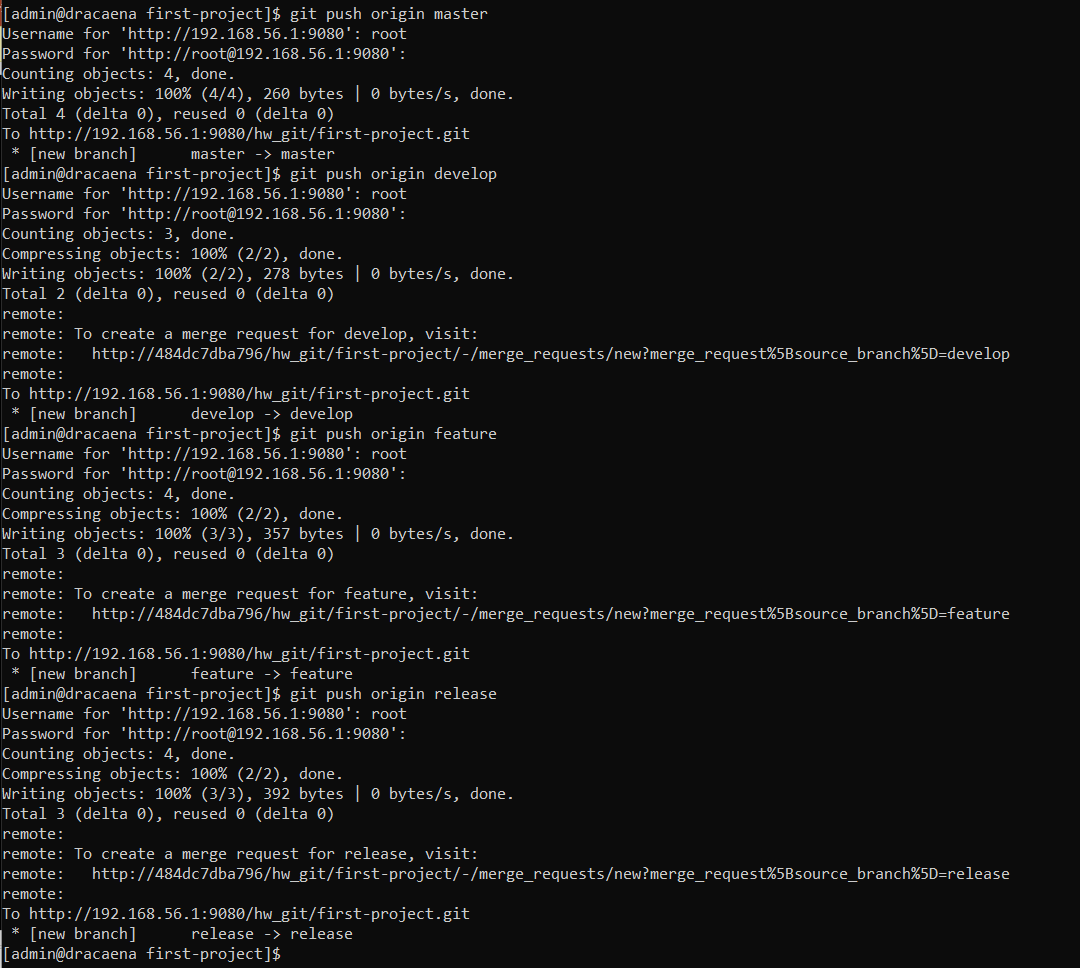 [admin@dracaena first-project]$ git push origin master
Username for 'http://192.168.56.1:9080': root
Password for 'http://root@192.168.56.1:9080':
Counting objects: 4, done.
Writing objects: 100% (4/4), 260 bytes | 0 bytes/s, done.
Total 4 (delta 0), reused 0 (delta 0)
To http://192.168.56.1:9080/hw_git/first-project.git
 * [new branch]      master -> master
[admin@dracaena first-project]$ git push origin develop
Username for 'http://192.168.56.1:9080': root
Password for 'http://root@192.168.56.1:9080':
Counting objects: 3, done.
Compressing objects: 100% (2/2), done.
Writing objects: 100% (2/2), 278 bytes | 0 bytes/s, done.
Total 2 (delta 0), reused 0 (delta 0)
remote:
remote: To create a merge request for develop, visit:
remote:   http://484dc7dba796/hw_git/first-project/-/merge_requests/new?merge_request%5Bsource_branch%5D=develop
remote:
To http://192.168.56.1:9080/hw_git/first-project.git
 * [new branch]      develop -> develop
[admin@dracaena first-project]$ git push origin feature
Username for 'http://192.168.56.1:9080': root
Password for 'http://root@192.168.56.1:9080':
Counting objects: 4, done.
Compressing objects: 100% (2/2), done.
Writing objects: 100% (3/3), 357 bytes | 0 bytes/s, done.
Total 3 (delta 0), reused 0 (delta 0)
remote:
remote: To create a merge request for feature, visit:
remote:   http://484dc7dba796/hw_git/first-project/-/merge_requests/new?merge_request%5Bsource_branch%5D=feature
remote:
To http://192.168.56.1:9080/hw_git/first-project.git
 * [new branch]      feature -> feature
[admin@dracaena first-project]$ git push origin release
Username for 'http://192.168.56.1:9080': root
Password for 'http://root@192.168.56.1:9080':
Counting objects: 4, done.
Compressing objects: 100% (2/2), done.
Writing objects: 100% (3/3), 392 bytes | 0 bytes/s, done.
Total 3 (delta 0), reused 0 (delta 0)
remote:
remote: To create a merge request for release, visit:
remote:   http://484dc7dba796/hw_git/first-project/-/merge_requests/new?merge_request%5Bsource_branch%5D=release
remote:
To http://192.168.56.1:9080/hw_git/first-project.git
 * [new branch]      release -> release
[admin@dracaena first-project]$